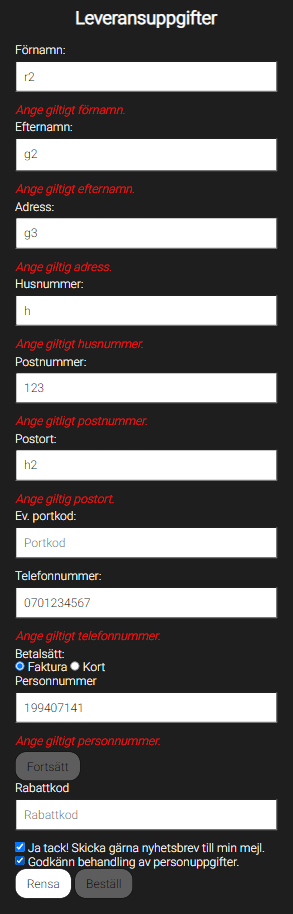 Leveransuppgifter
Förnamn:
r2
Ange giltigt förnamn.
Efternamn:
g2
Ange giltigt efternamn.
Adress:
g3
Ange giltig adress.
Husnummer:
h
Ange giltigt husnummer.
Postnummer:
123
Ange gitligt postnummer.
Postort:
h2
Ange giltig postort.
Ev. portkod:
Portkod
Telefonnummer:
0701234567
Ange giltigt telefonnummer.
Betalsätt:
Faktura Kort
Personnummer
199407141
Ange giltigt personnummer.
Fortsätt
Rabattkod
Rabattkod
Ja tack! Skicka gärna nyhetsbrev till min mejl.
Godkänn behandling av personuppgifter.
Rensa Beställ